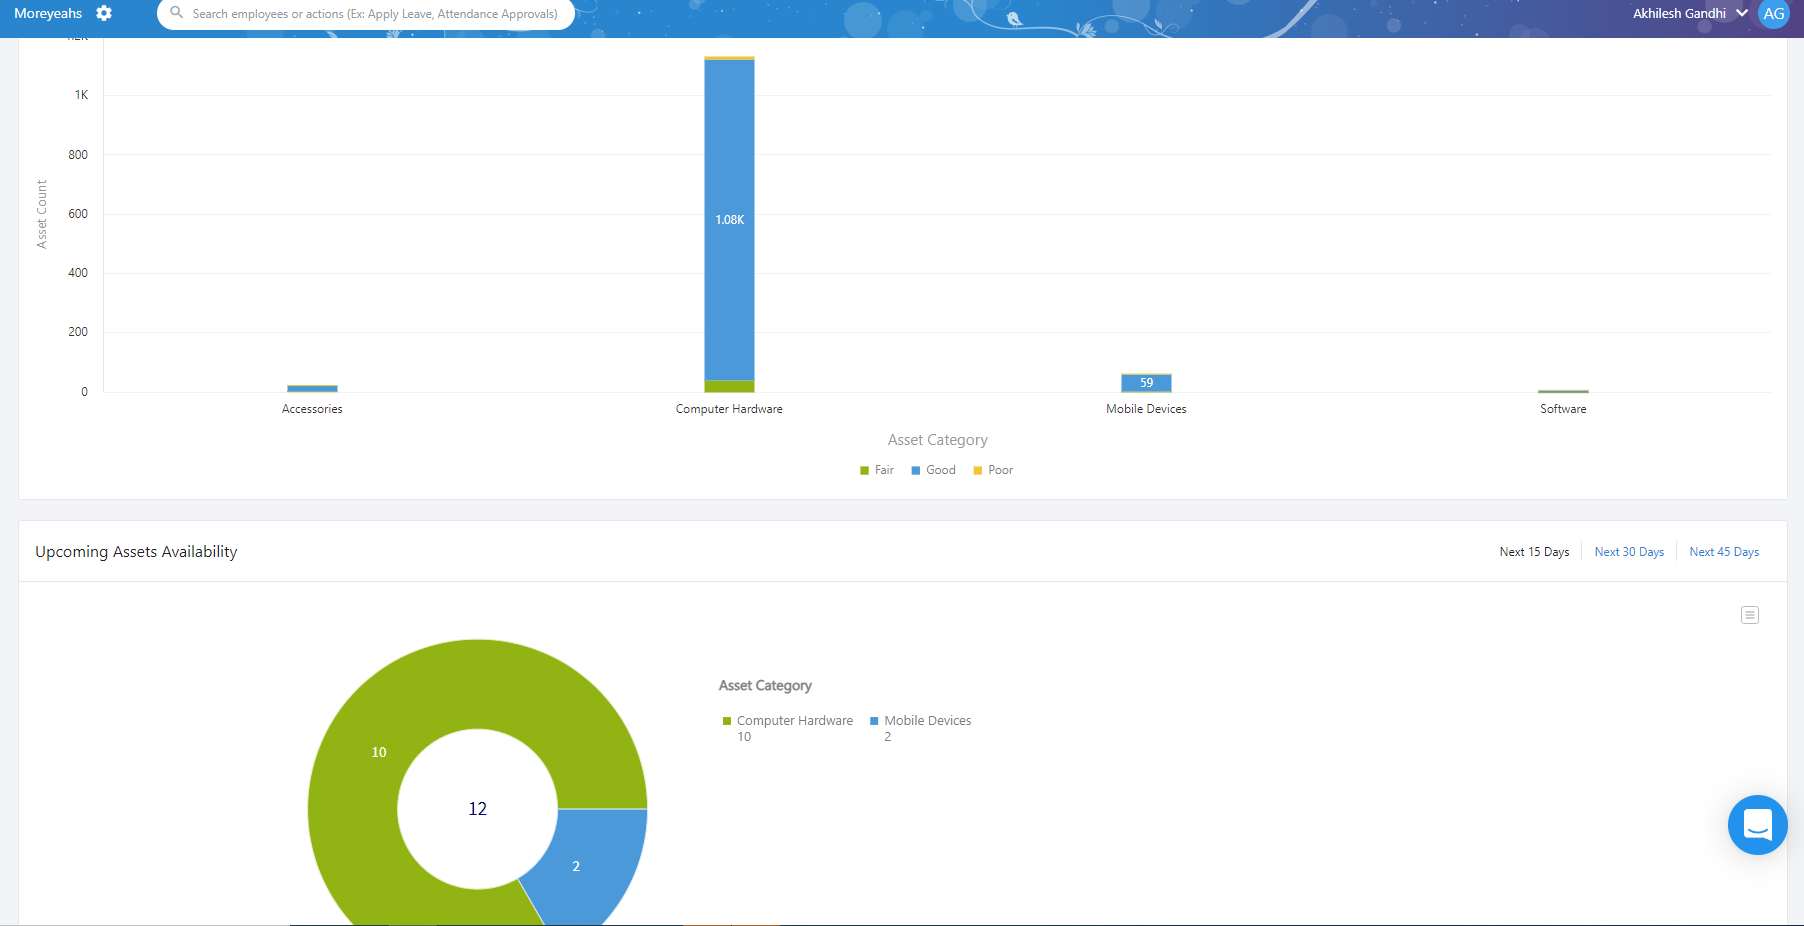 Moreyeahs
Search employees or actions (Ex: Apply Leave, Attendance Approvals)
Akhilesh Gandhi
AG
1K
800
600
400
200
0
Asset Count
1.08K
59
Accessories
Computer Hardware
Mobile Devices
Software
Asset Category
Fair
Good
Poor
Upcoming Assets Availability
Next 15 Days
Next 30 Days
Next 45 Days
10
12
2
Asset Category
Computer Hardware
10
Mobile Devices
2